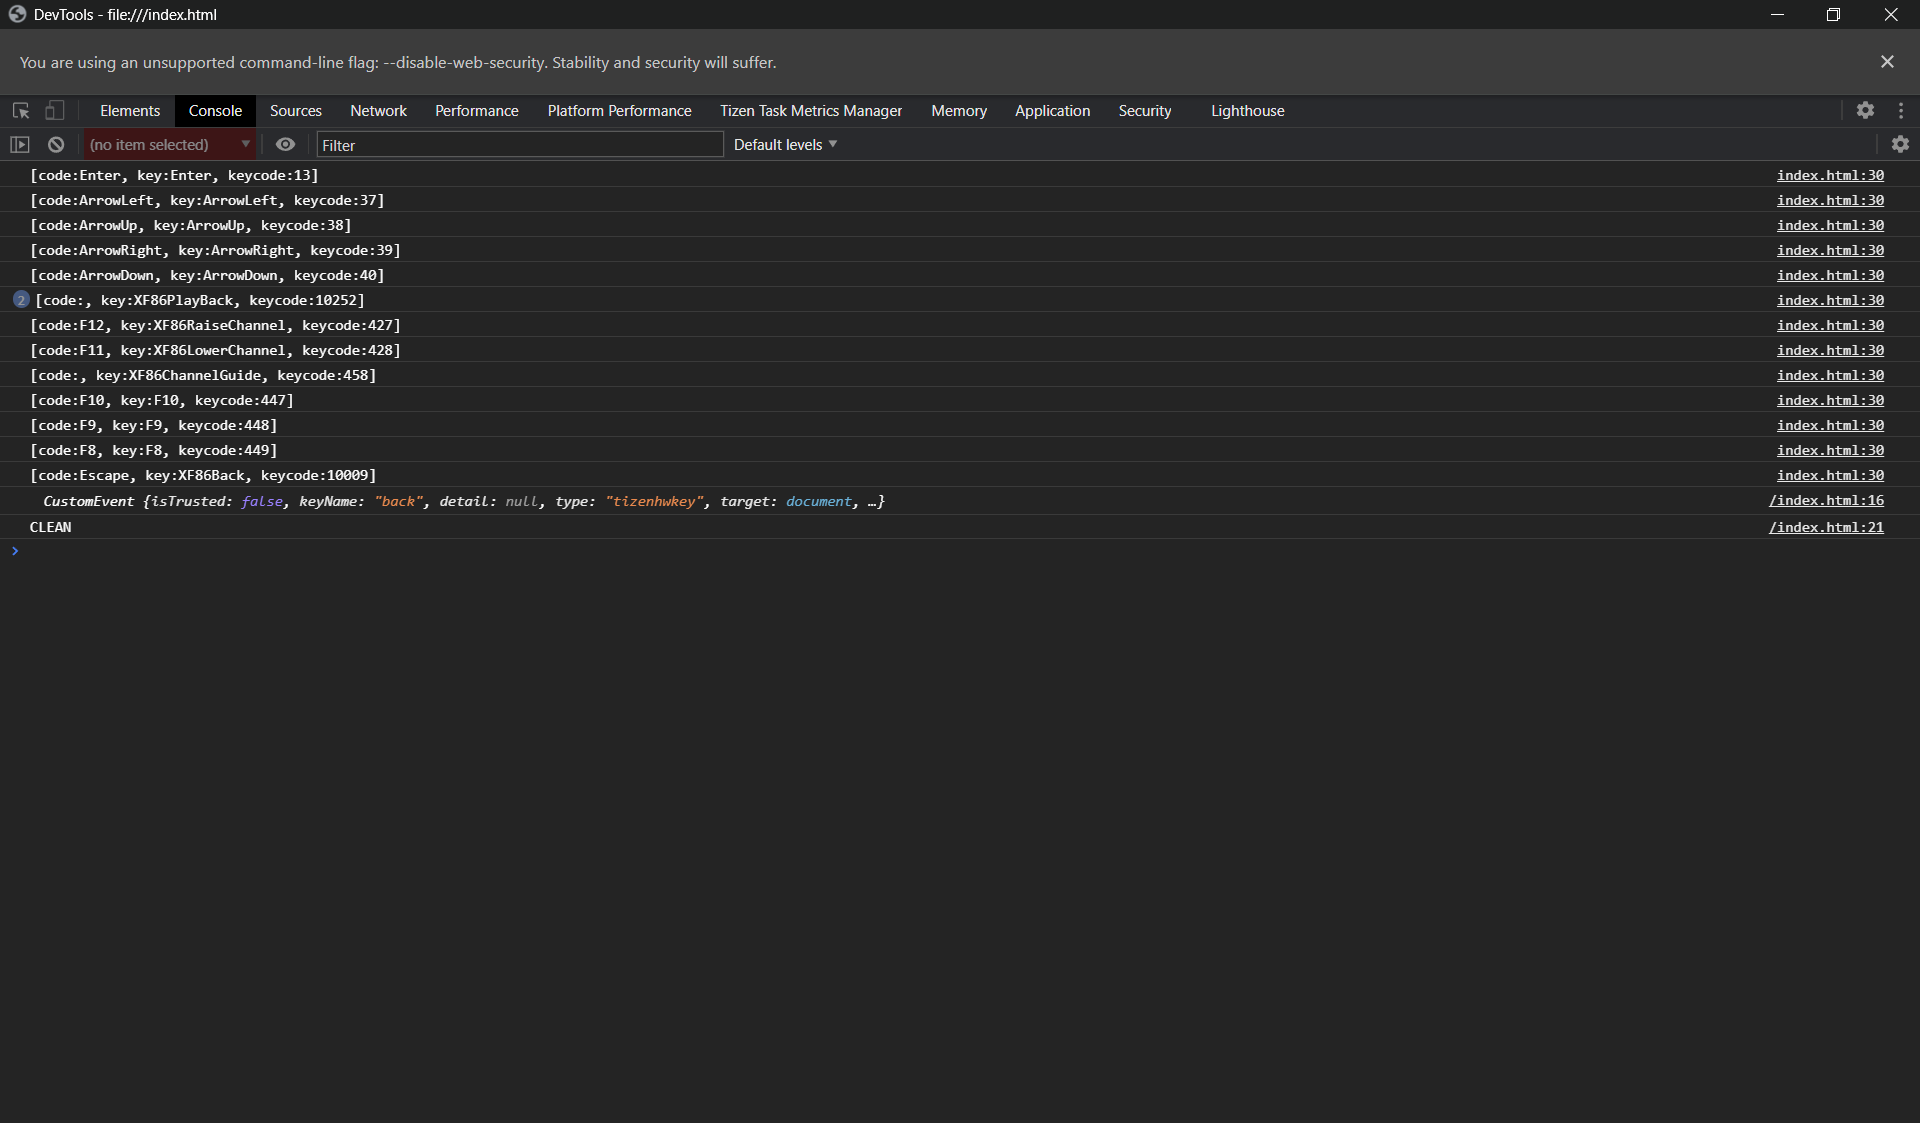 DevTools - file:///index.html
You are using an unsupported command-line flag: --disable-web-security. Stability and security will suffer.
Elements Console Sources Network Performance Platform Performance Tizen Task Metrics Manager Memory Application Security Lighthouse
(no item selected) Filter Default levels
[code:Enter, key:Enter, keycode:13] index.html:30
[code:ArrowLeft, key:ArrowLeft, keycode:37] index.html:30
[code:ArrowUp, key:ArrowUp, keycode:38] index.html:30
[code:ArrowRight, key:ArrowRight, keycode:39] index.html:30
[code:ArrowDown, key:ArrowDown, keycode:40] index.html:30
2 [code:, key:XF86PlayBack, keycode:10252] index.html:30
[code:F12, key:XF86RaiseChannel, keycode:427] index.html:30
[code:F11, key:XF86LowerChannel, keycode:428] index.html:30
[code:, key:XF86ChannelGuide, keycode:458] index.html:30
[code:F10, key:F10, keycode:447] index.html:30
[code:F9, key:F9, keycode:448] index.html:30
[code:F8, key:F8, keycode:449] index.html:30
[code:Escape, key:XF86Back, keycode:10009] index.html:30
CustomEvent {isTrusted: false, keyName: "back", detail: null, type: "tizenhwkey", target: document, …} /index.html:16
CLEAN /index.html:21